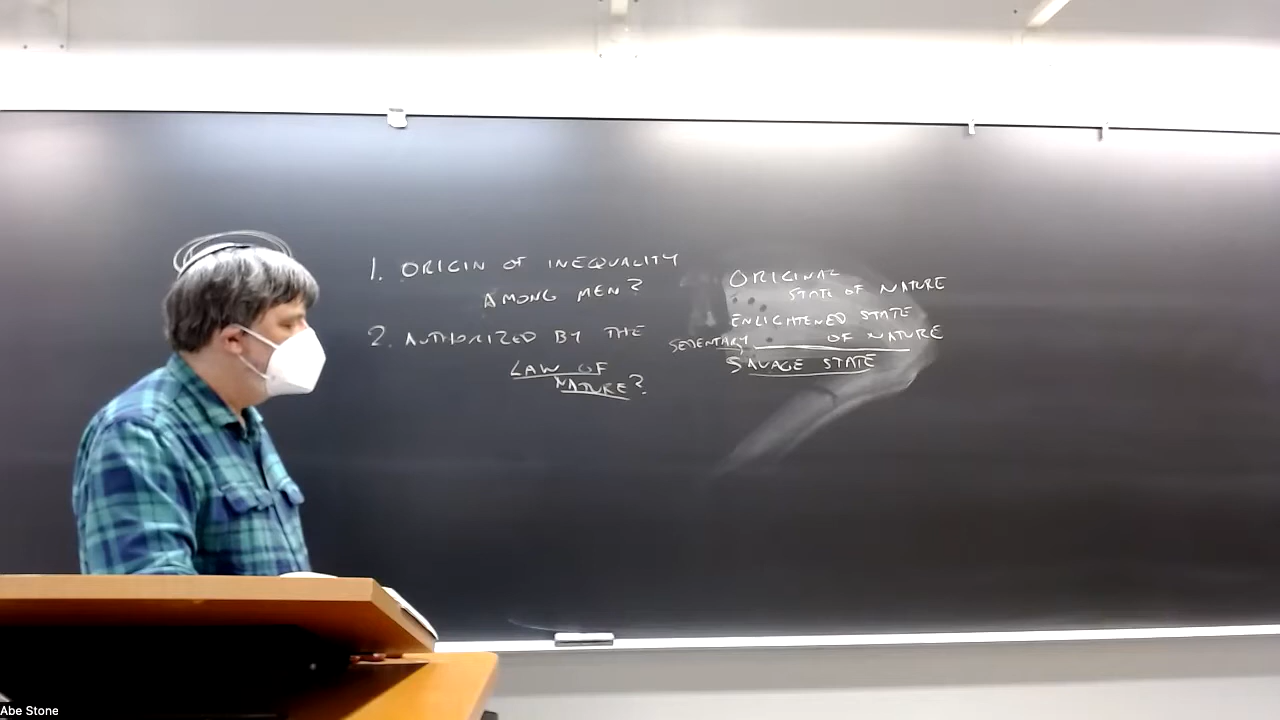 1. ORIGIN OF INEQUALITY
AMONG MEN?
2. AUTHORIZED BY THE
LAW OF
NATURE?
ORIGINAL
STATE OF NATURE
ENLIGHTENED STATE
OF NATURE
SEDENTARY
SAVAGE STATE
Abe Stone